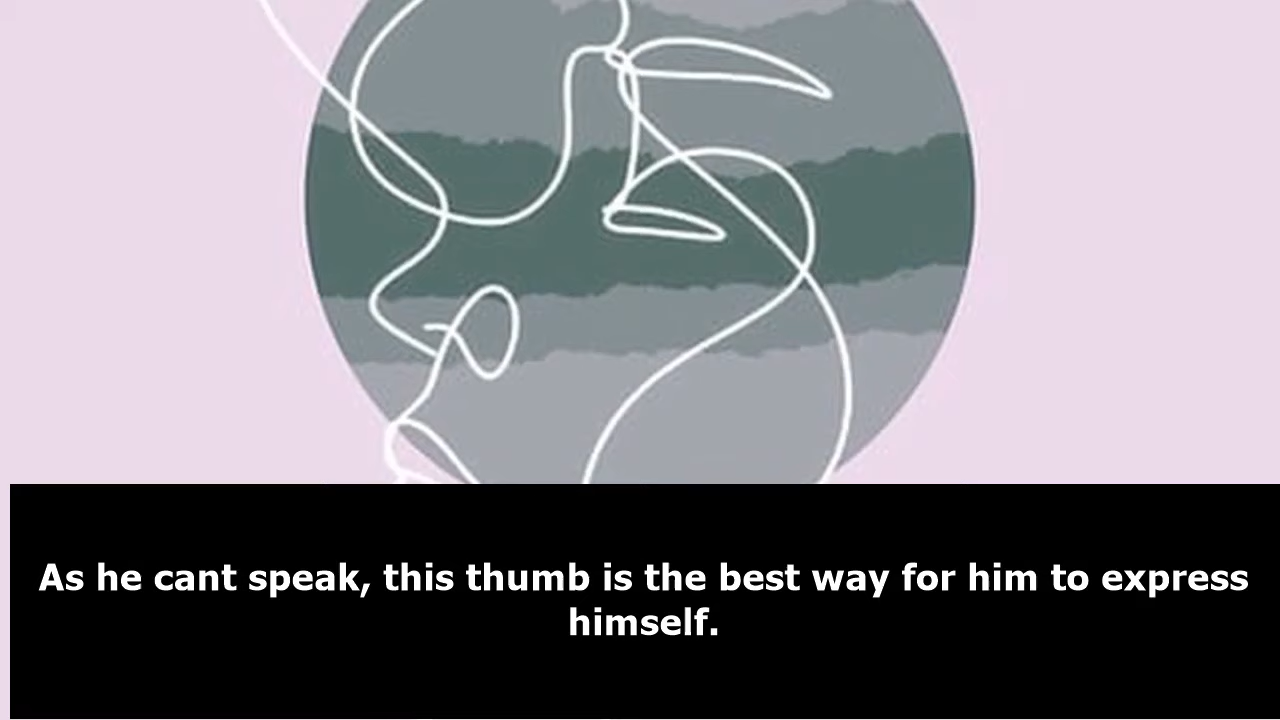 As he cant speak, this thumb is the best way for him to express
himself.